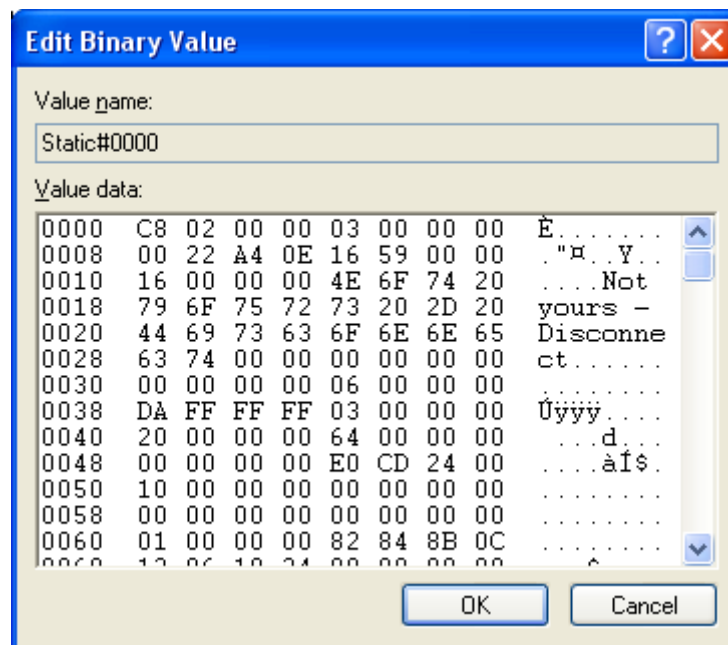 Edit Binary Value
Value name:
Static#0000
Value data:
0000 C8 02 00 00 03 00 00 00 È.......
0008 00 22 A4 0E 16 59 00 00 ."¤..Y..
0010 16 00 00 00 4E 6F 74 20 ....Not
0018 79 6F 75 72 73 20 2D 20 yours -
0020 44 69 73 63 6F 6E 6E 65 Disconne
0028 63 74 00 00 00 00 00 00 ct......
0030 00 00 00 00 06 00 00 00 ........
0038 DA FF FF FF 03 00 00 00 Úÿÿÿ....
0040 20 00 00 00 64 00 00 00 ...d...
0048 00 00 00 00 E0 CD 24 00 ....àÍ$.
0050 10 00 00 00 00 00 00 00 ........
0058 00 00 00 00 00 00 00 00 ........
0060 01 00 00 00 82 84 8B 0C ........
OK Cancel